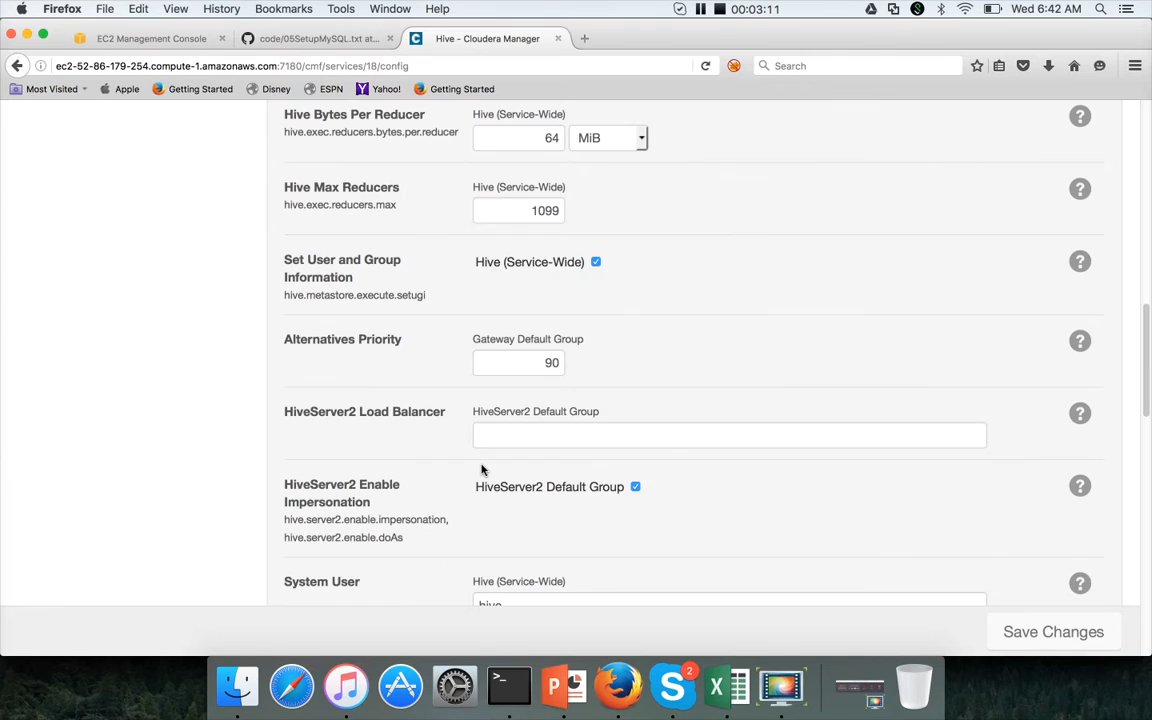 Firefox File Edit View History Bookmarks Tools Window Help 00:03:11 Wed 6:42 AM
EC2 Management Console code/05SetupMySQL.txt at... Hive - Cloudera Manager
ec2-52-86-179-254.compute-1.amazonaws.com:7180/cmf/services/18/config Search
Most Visited Apple Getting Started Disney ESPN Yahoo! Getting Started
Hive Bytes Per Reducer Hive (Service-Wide)
hive.exec.reducers.bytes.per.reducer 64 MiB
Hive Max Reducers Hive (Service-Wide)
hive.exec.reducers.max 1099
Set User and Group Hive (Service-Wide)
Information
hive.metastore.execute.setugi
Alternatives Priority Gateway Default Group
90
HiveServer2 Load Balancer HiveServer2 Default Group
HiveServer2 Enable HiveServer2 Default Group
Impersonation
hive.server2.enable.impersonation,
hive.server2.enable.doAs
System User Hive (Service-Wide)
hive
Save Changes
2